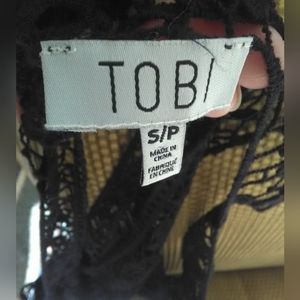 TOBI
S/P
MADE IN
CHINA
FABRIQUÉ
EN CHINE